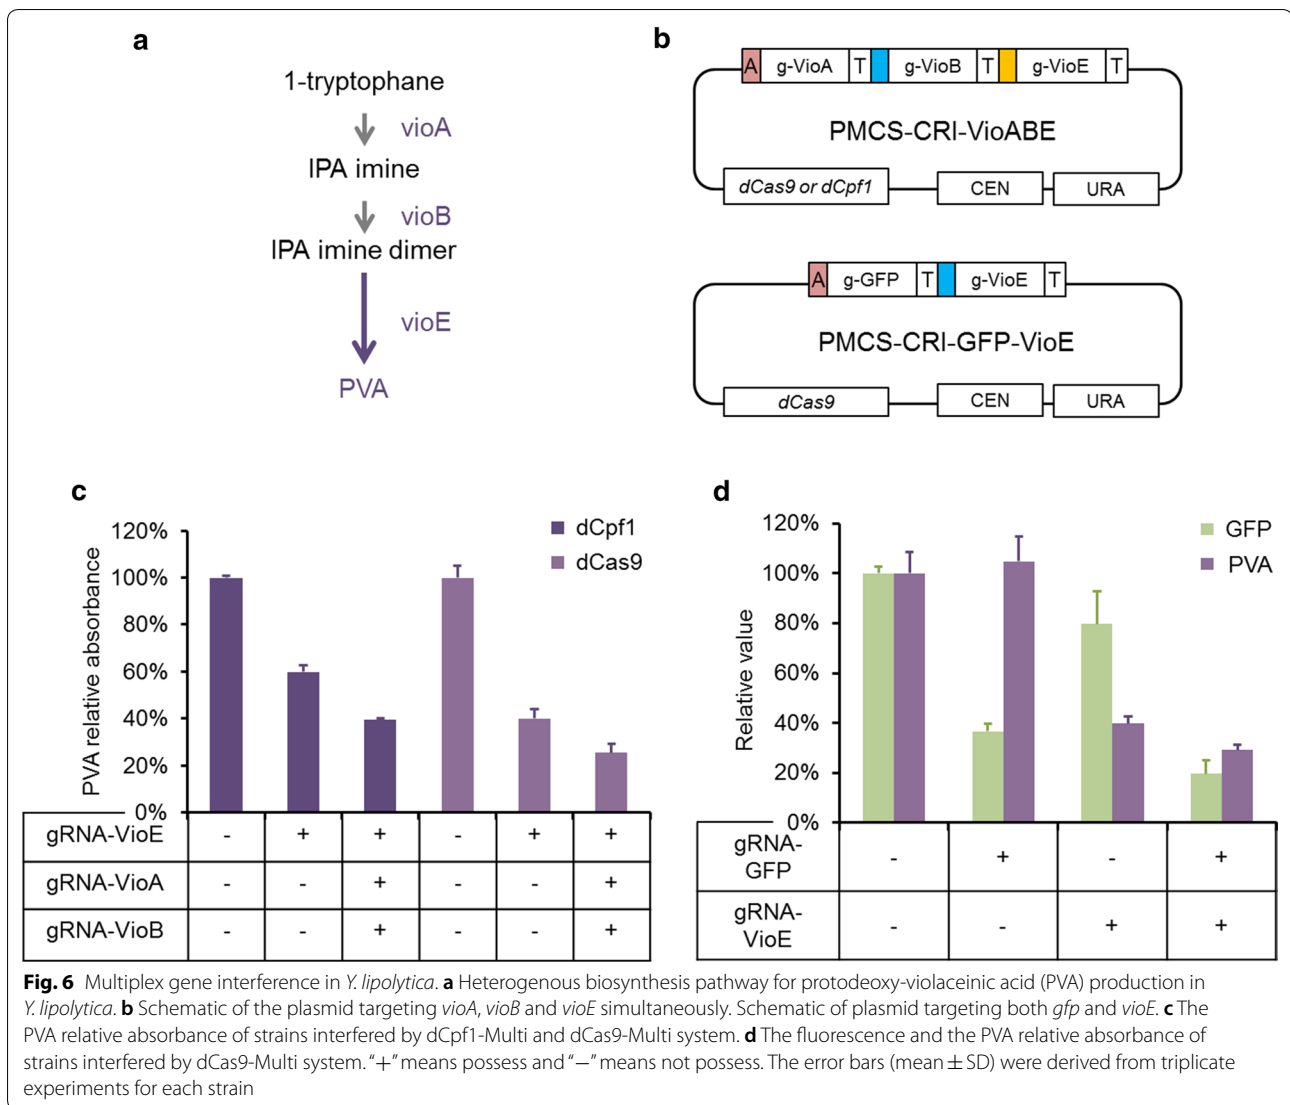 a
1-tryptophane
vioA
IPA imine
vioB
IPA imine dimer
vioE
PVA
b
A g-VioA T g-VioB T g-VioE T
PMCS-CRI-VioABE
dCas9 or dCpf1 CEN URA
A g-GFP T g-VioE T
PMCS-CRI-GFP-VioE
dCas9 CEN URA
c
PVA relative absorbance
120%
100%
80%
60%
40%
20%
0%
dCpf1
dCas9
gRNA-VioE - + + - + +
gRNA-VioA - - + - - +
gRNA-VioB - - + - - +
d
Relative value
120%
100%
80%
60%
40%
20%
0%
GFP
PVA
gRNA-
GFP - + - +
gRNA-
VioE - - + +
Fig. 6 Multiplex gene interference in Y. lipolytica. a Heterogenous biosynthesis pathway for protodeoxy-violaceinic acid (PVA) production in
Y. lipolytica. b Schematic of the plasmid targeting vioA, vioB and vioE simultaneously. Schematic of plasmid targeting both gfp and vioE. c The
PVA relative absorbance of strains interfered by dCpf1-Multi and dCas9-Multi system. d The fluorescence and the PVA relative absorbance of
strains interfered by dCas9-Multi system. “+” means possess and “−” means not possess. The error bars (mean ± SD) were derived from triplicate
experiments for each strain